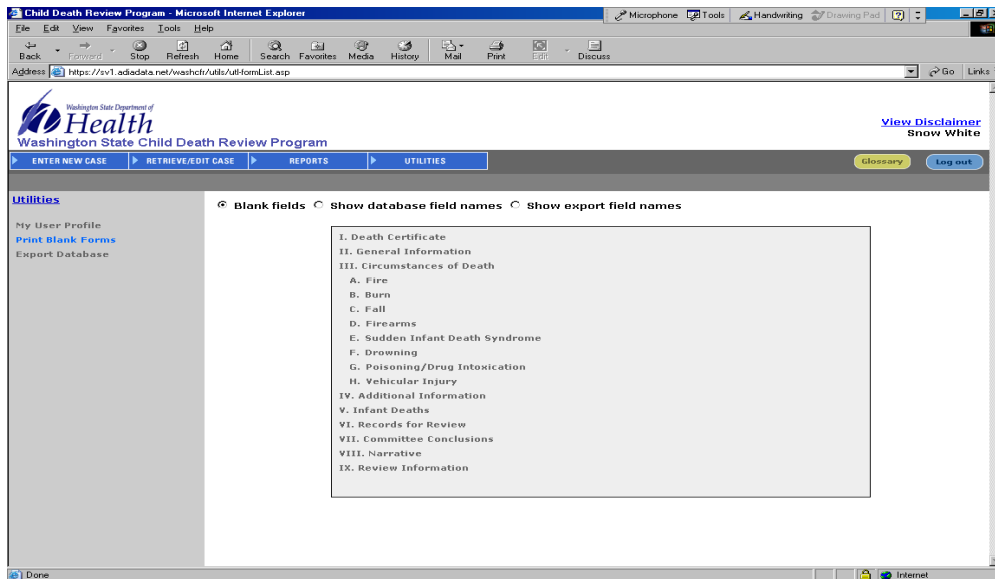 Child Death Review Program - Microsoft Internet Explorer
Microphone Tools Handwriting Drawing Pad
File Edit View Favorites Tools Help
Back Forward Stop Refresh Home Search Favorites Media History Mail Print Edit Discuss
Address https://sv1.adiadata.net/washcfr/utils/utl-formList.asp Go Links
Washington State Department of
Health
View Disclaimer
Snow White
Washington State Child Death Review Program
ENTER NEW CASE RETRIEVE/EDIT CASE REPORTS UTILITIES Glossary Log out
Utilities
Blank fields Show database field names Show export field names
My User Profile
Print Blank Forms
Export Database
I. Death Certificate
II. General Information
III. Circumstances of Death
A. Fire
B. Burn
C. Fall
D. Firearms
E. Sudden Infant Death Syndrome
F. Drowning
G. Poisoning/Drug Intoxication
H. Vehicular Injury
IV. Additional Information
V. Infant Deaths
VI. Records for Review
VII. Committee Conclusions
VIII. Narrative
IX. Review Information
Done Internet